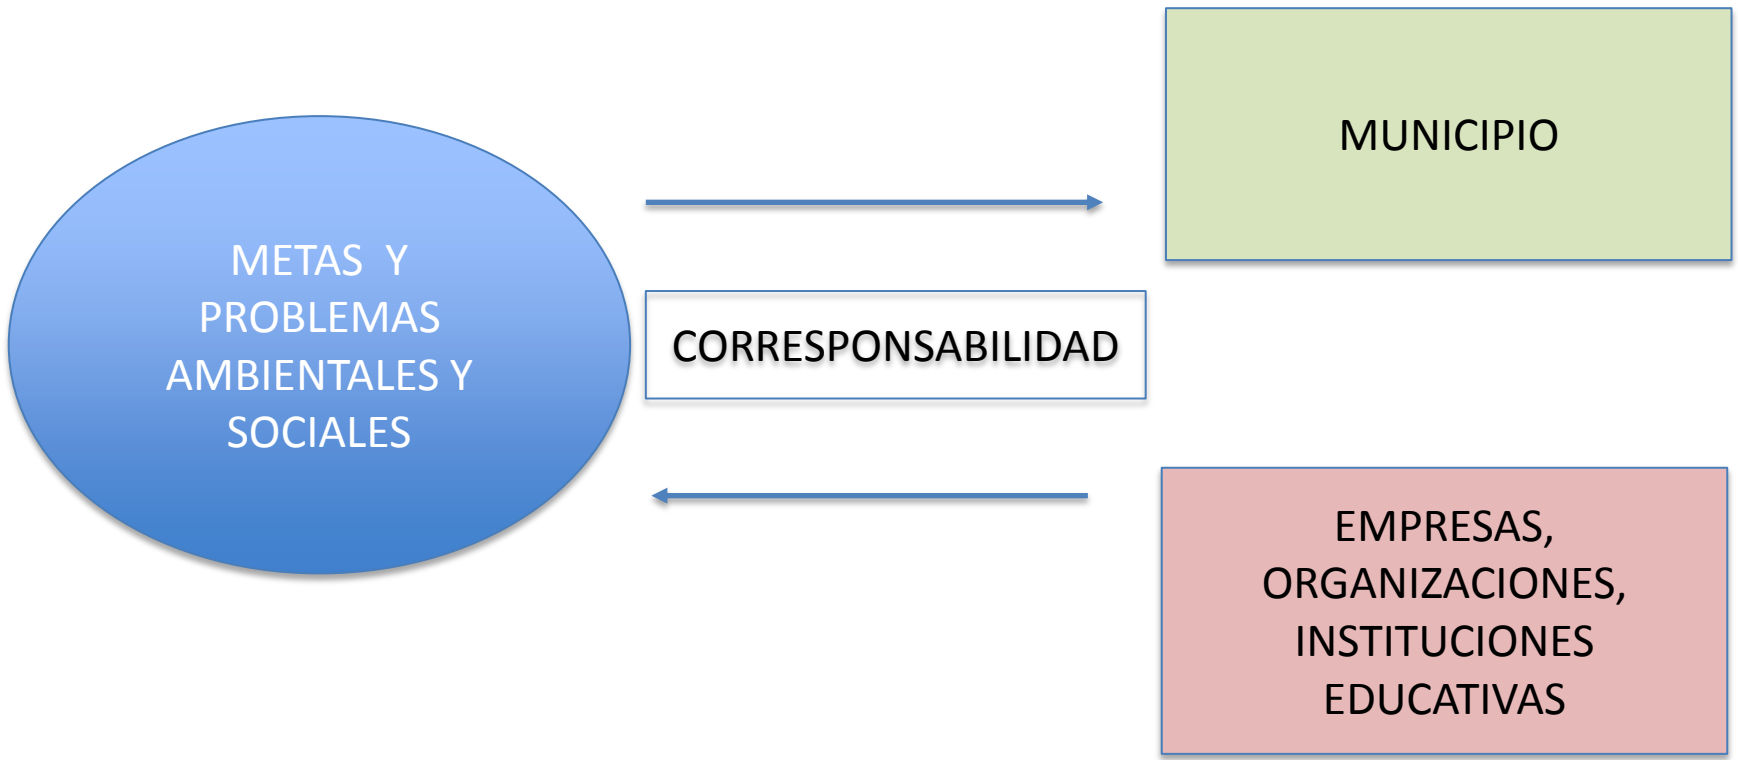 METAS Y
PROBLEMAS
AMBIENTALES Y
SOCIALES
MUNICIPIO
CORRESPONSABILIDAD
EMPRESAS,
ORGANIZACIONES,
INSTITUCIONES
EDUCATIVAS